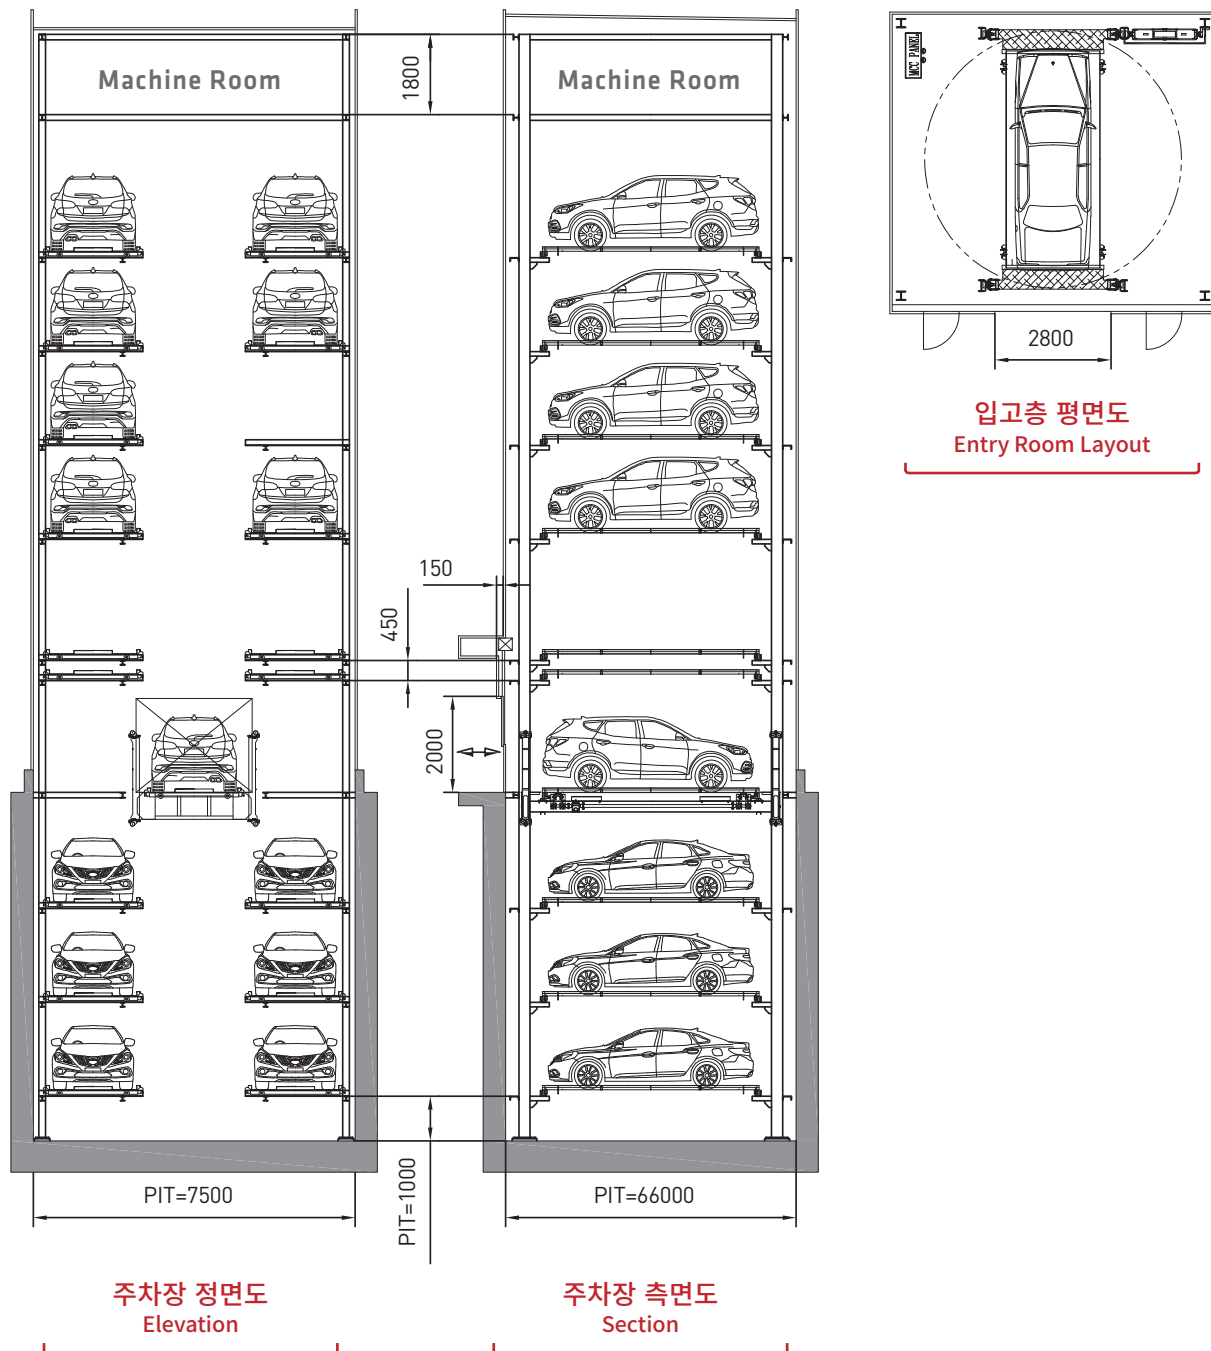 Machine Room
1800
Machine Room
MCC PANEL
2800
입고층 평면도
Entry Room Layout
150
450
2000
PIT=7500
PIT=1000
PIT=66000
주차장 정면도
Elevation
주차장 측면도
Section